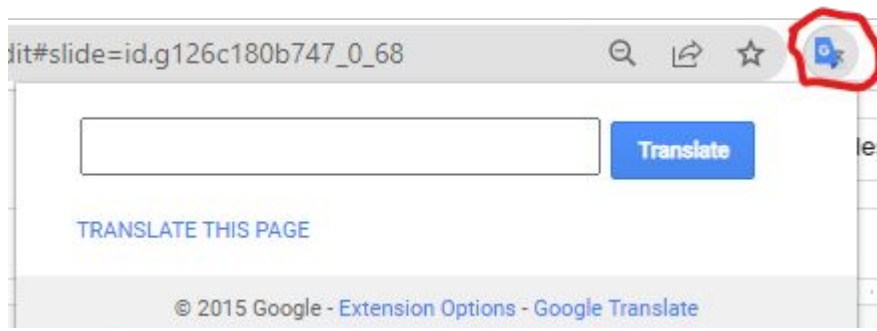 dit#slide=id.g126c180b747_0_68
Translate
TRANSLATE THIS PAGE
© 2015 Google - Extension Options - Google Translate